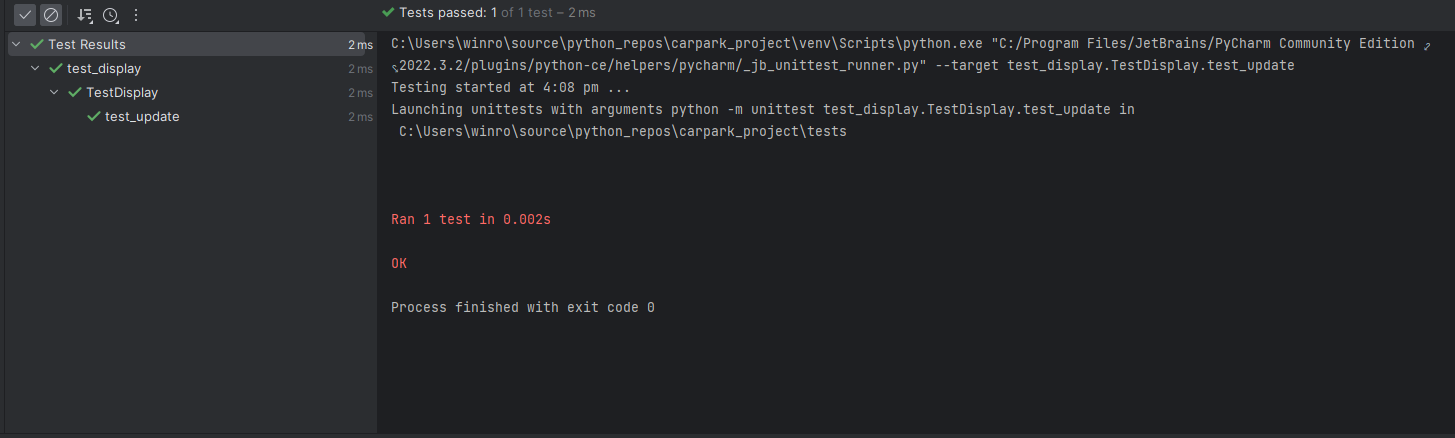 Tests passed: 1 of 1 test – 2 ms
Test Results 2 ms
test_display 2 ms
TestDisplay 2 ms
test_update 2 ms
C:\Users\winro\source\python_repos\carpark_project\venv\Scripts\python.exe "C:/Program Files/JetBrains/PyCharm Community Edition
2022.3.2/plugins/python-ce/helpers/pycharm/_jb_unittest_runner.py" --target test_display.TestDisplay.test_update
Testing started at 4:08 pm ...
Launching unittests with arguments python -m unittest test_display.TestDisplay.test_update in
C:\Users\winro\source\python_repos\carpark_project\tests
Ran 1 test in 0.002s
OK
Process finished with exit code 0